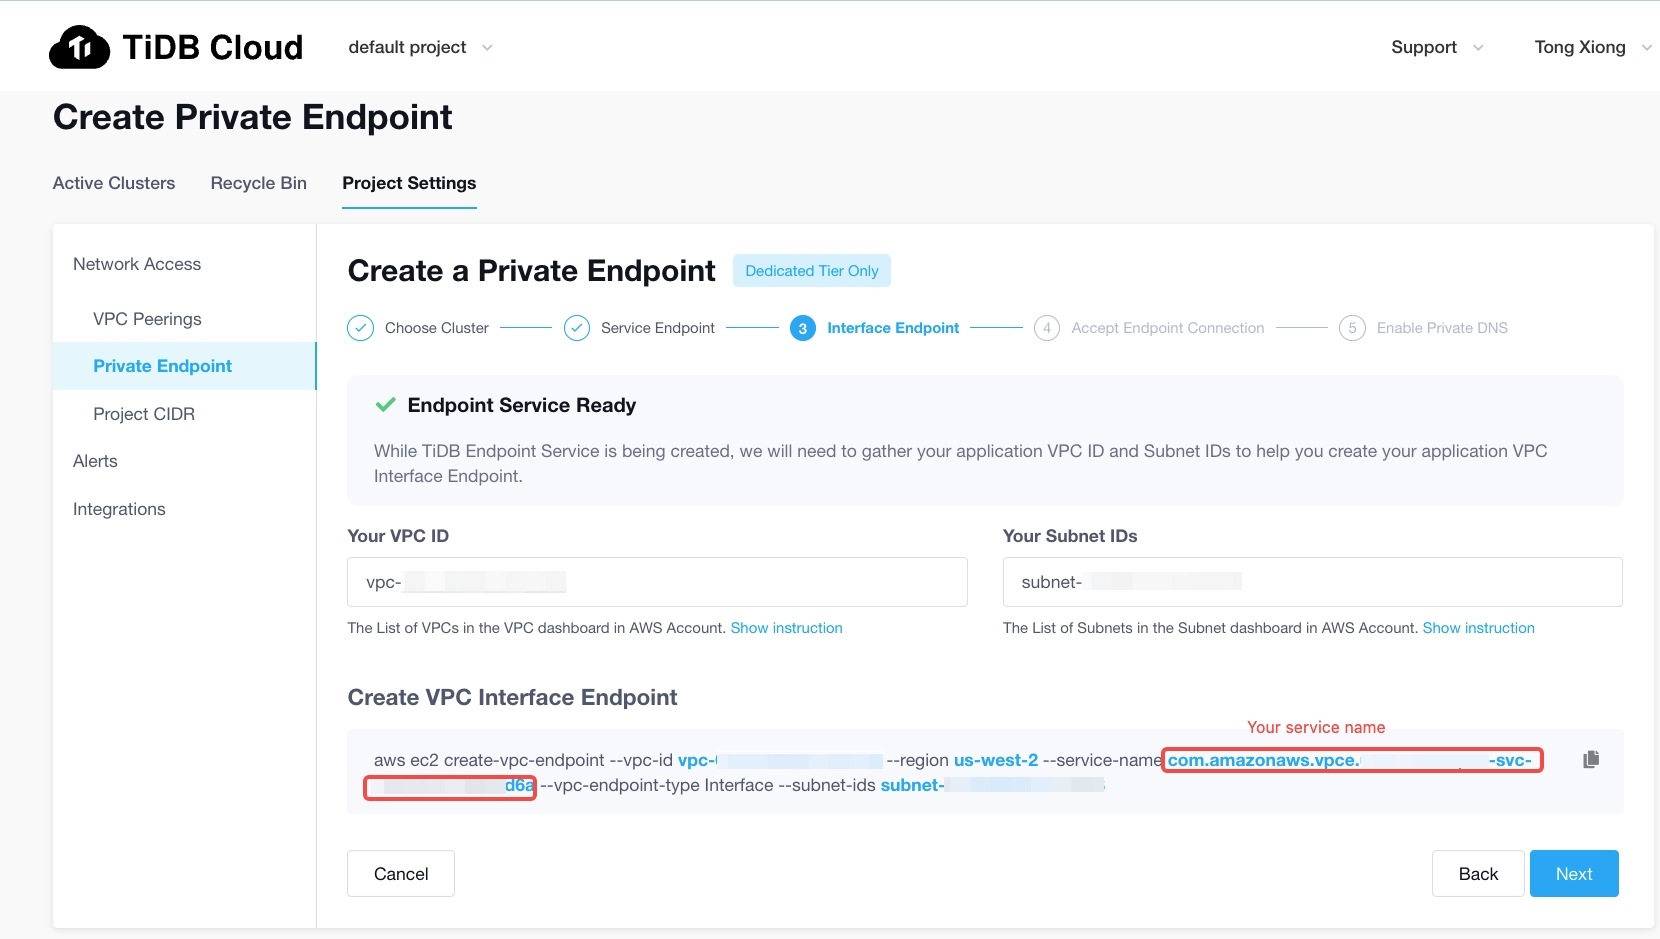 TiDB Cloud default project Support Tong Xiong
Create Private Endpoint
Active Clusters Recycle Bin Project Settings
Network Access
VPC Peerings
Private Endpoint
Project CIDR
Alerts
Integrations
Create a Private Endpoint Dedicated Tier Only
Choose Cluster Service Endpoint 3 Interface Endpoint 4 Accept Endpoint Connection 5 Enable Private DNS
Endpoint Service Ready
While TiDB Endpoint Service is being created, we will need to gather your application VPC ID and Subnet IDs to help you create your application VPC
Interface Endpoint.
Your VPC ID
vpc-
The List of VPCs in the VPC dashboard in AWS Account. Show instruction
Your Subnet IDs
subnet-
The List of Subnets in the Subnet dashboard in AWS Account. Show instruction
Create VPC Interface Endpoint
Your service name
aws ec2 create-vpc-endpoint --vpc-id vpc- --region us-west-2 --service-name com.amazonaws.vpce. -svc-
d6a --vpc-endpoint-type Interface --subnet-ids subnet-
Cancel Back Next